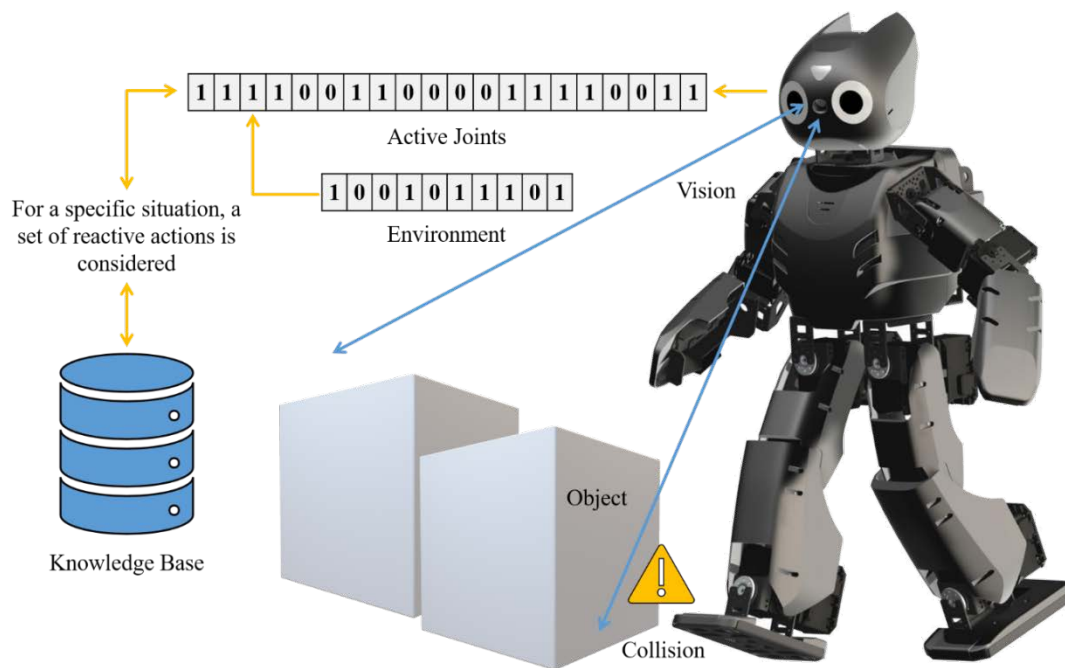 1 1 1 1 0 0 1 1 0 0 0 0 1 1 1 1 0 0 1 1
Active Joints
1 0 0 1 0 1 1 1 0 1
Environment
Vision
For a specific situation, a
set of reactive actions is
considered
Object
Knowledge Base
Collision